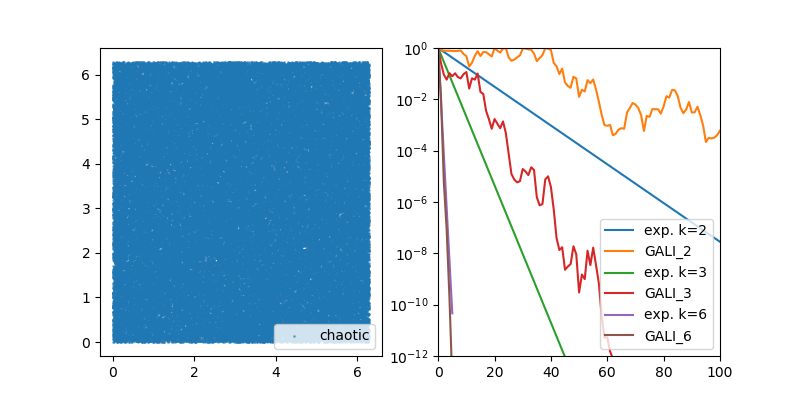 6
5
4
3
2
1
0
0 2 4 6
chaotic
10^0
10^−2
10^−4
10^−6
10^−8
10^−10
10^−12
0 20 40 60 80 100
exp. k=2
GALI_2
exp. k=3
GALI_3
exp. k=6
GALI_6